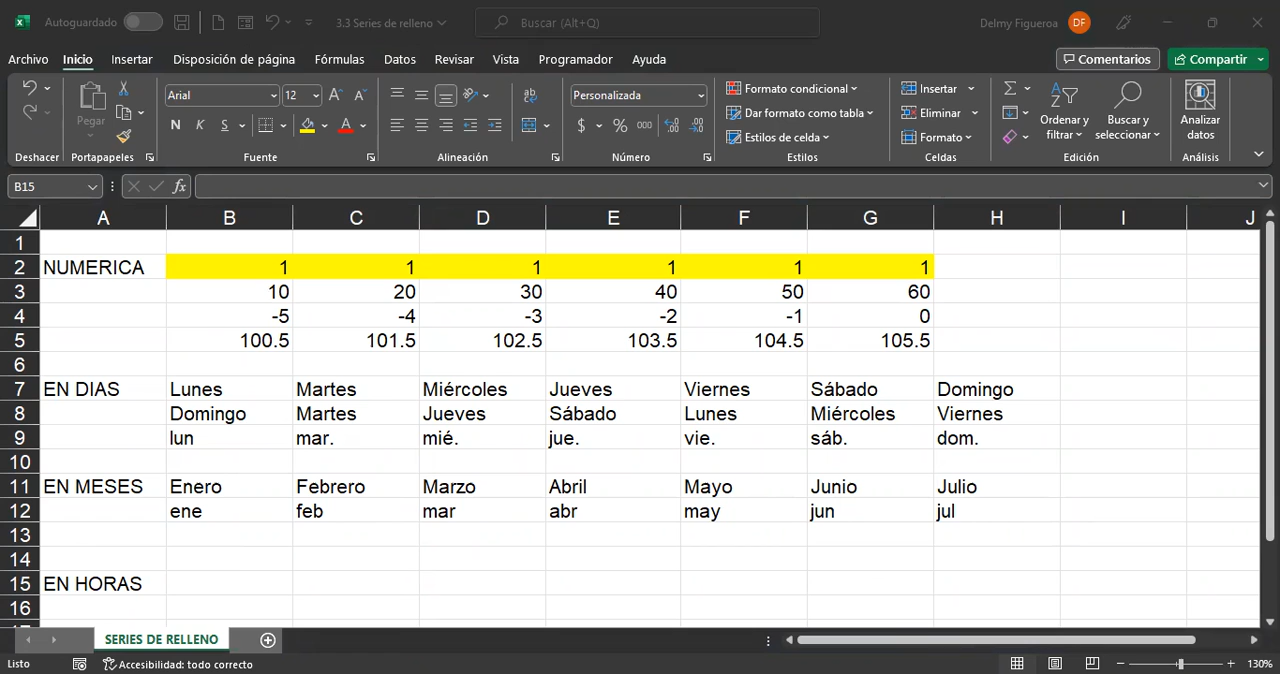 Autoguardado 3.3 Series de relleno Buscar (Alt+Q) Delmy Figueroa DF
Archivo Inicio Insertar Disposición de página Fórmulas Datos Revisar Vista Programador Ayuda Comentarios Compartir
Pegar Arial 12 A A ab Personalizada Formato condicional Insertar Σ Ordenar y filtrar Buscar y seleccionar Analizar datos
N K S A $ % 000 Dar formato como tabla Eliminar
Estilos de celda Formato
Deshacer Portapapeles Fuente Alineación Número Estilos Celdas Edición Análisis
B15 fx
A B C D E F G H I J
1
2 NUMERICA 1 1 1 1 1 1
3 10 20 30 40 50 60
4 -5 -4 -3 -2 -1 0
5 100.5 101.5 102.5 103.5 104.5 105.5
6
7 EN DIAS Lunes Martes Miércoles Jueves Viernes Sábado Domingo
8 Domingo Martes Jueves Sábado Lunes Miércoles Viernes
9 lun mar. mié. jue. vie. sáb. dom.
10
11 EN MESES Enero Febrero Marzo Abril Mayo Junio Julio
12 ene feb mar abr may jun jul
13
14
15 EN HORAS
16
SERIES DE RELLENO
Listo Accesibilidad: todo correcto 130%